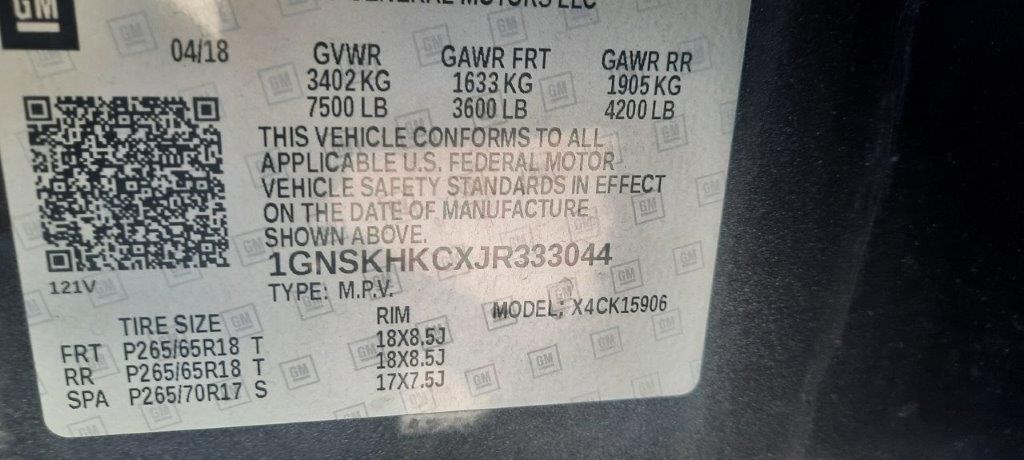 GM
GENERAL MOTORS LLC
04/18 GVWR GAWR FRT GAWR RR
3402 KG 1633 KG 1905 KG
7500 LB 3600 LB 4200 LB
THIS VEHICLE CONFORMS TO ALL
APPLICABLE U.S. FEDERAL MOTOR
VEHICLE SAFETY STANDARDS IN EFFECT
ON THE DATE OF MANUFACTURE
SHOWN ABOVE.
1GNSKHKCXJR333044
121V
TYPE: M.P.V. MODEL: X4CK15906
TIRE SIZE RIM
FRT P265/65R18 T 18X8.5J
RR P265/65R18 T 18X8.5J
SPA P265/70R17 S 17X7.5J